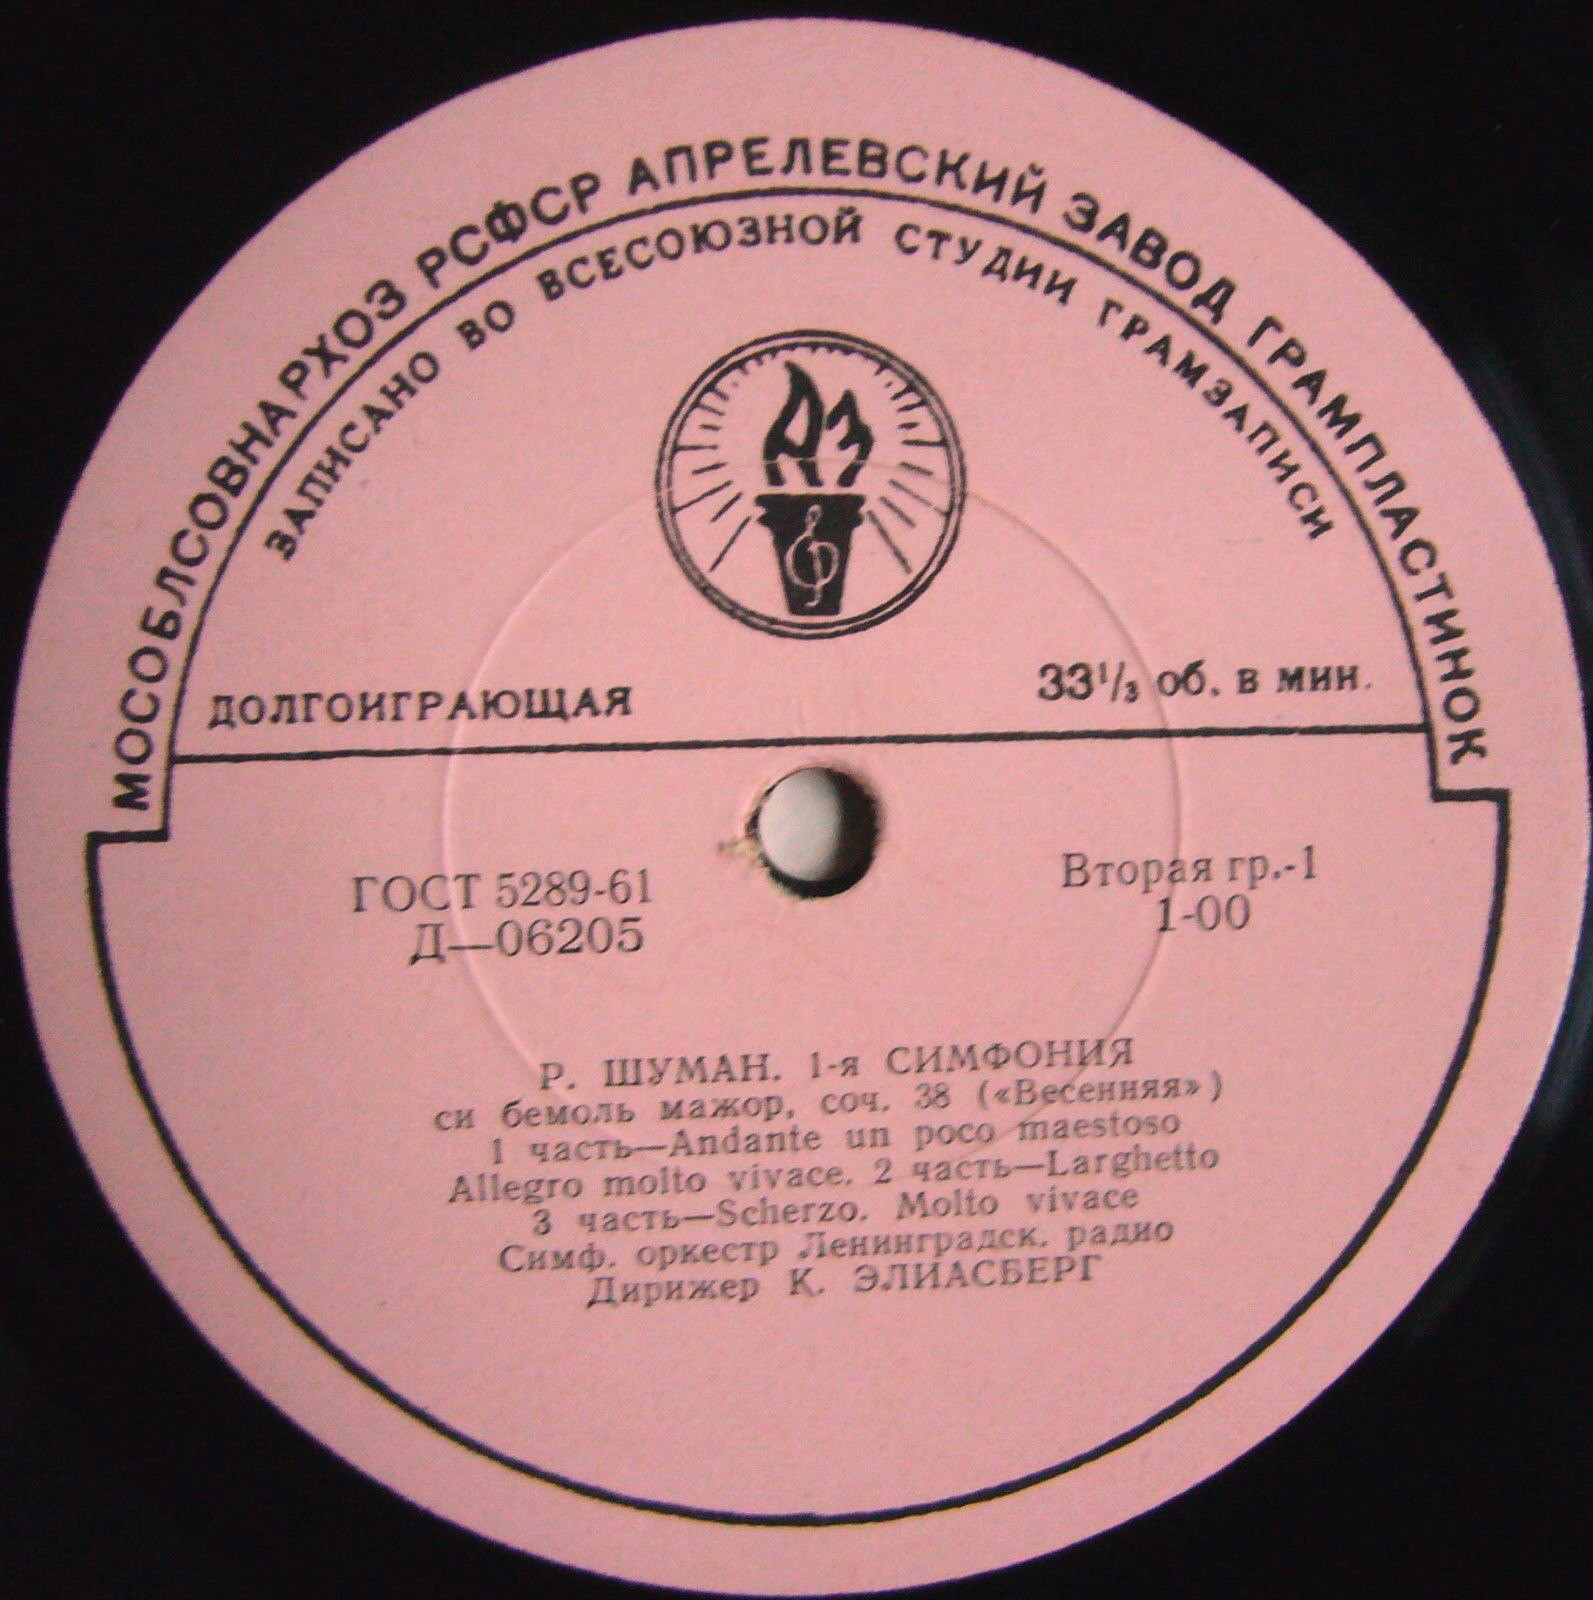 МОСОБЛСОВНАРХОЗ РСФСР АПРЕЛЕВСКИЙ ЗАВОД ГРАМПЛАСТИНОК
ЗАПИСАНО ВО ВСЕСОЮЗНОЙ СТУДИИ ГРАМЗАПИСИ
АЗ
ДОЛГОИГРАЮЩАЯ
33⅓ об. в мин.
ГОСТ 5289-61
Д—06205
Вторая гр.-1
1-00
Р. ШУМАН. 1-я СИМФОНИЯ
си бемоль мажор, соч. 38 («Весенняя»)
1 часть—Andante un poco maestoso
Allegro molto vivace. 2 часть—Larghetto
3 часть—Scherzo. Molto vivace
Симф. оркестр Ленинградск. радио
Дирижер К. ЭЛИАСБЕРГ